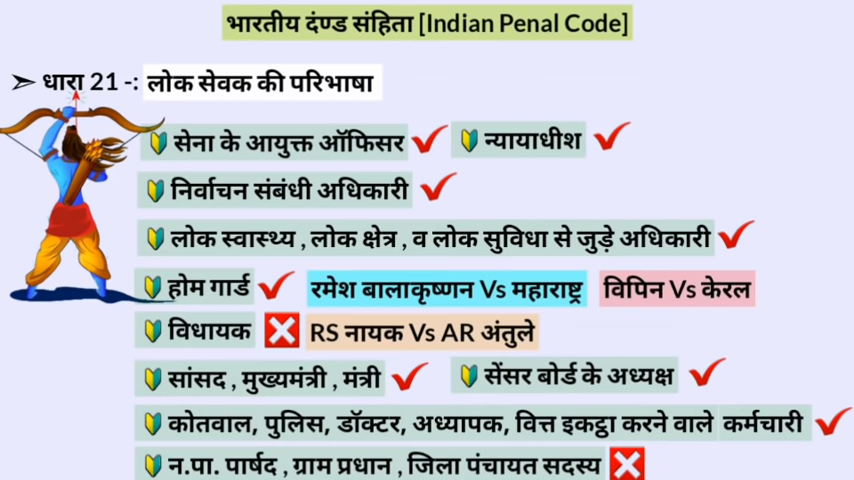 भारतीय दंण्ड संहिता [Indian Penal Code]
➣ धारा 21 -: लोक सेवक की परिभाषा
सेना के आयुक्त ऑफिसर न्यायाधीश
निर्वाचन संबंधी अधिकारी
लोक स्वास्थ्य , लोक क्षेत्र , व लोक सुविधा से जुड़े अधिकारी
होम गार्ड रमेश बालाकृष्णन Vs महाराष्ट्र विपिन Vs केरल
विधायक RS नायक Vs AR अंतुले
सांसद , मुख्यमंत्री , मंत्री सेंसर बोर्ड के अध्यक्ष
कोतवाल, पुलिस, डॉक्टर, अध्यापक, वित्त इकट्ठा करने वाले कर्मचारी
न.पा. पार्षद , ग्राम प्रधान , जिला पंचायत सदस्य